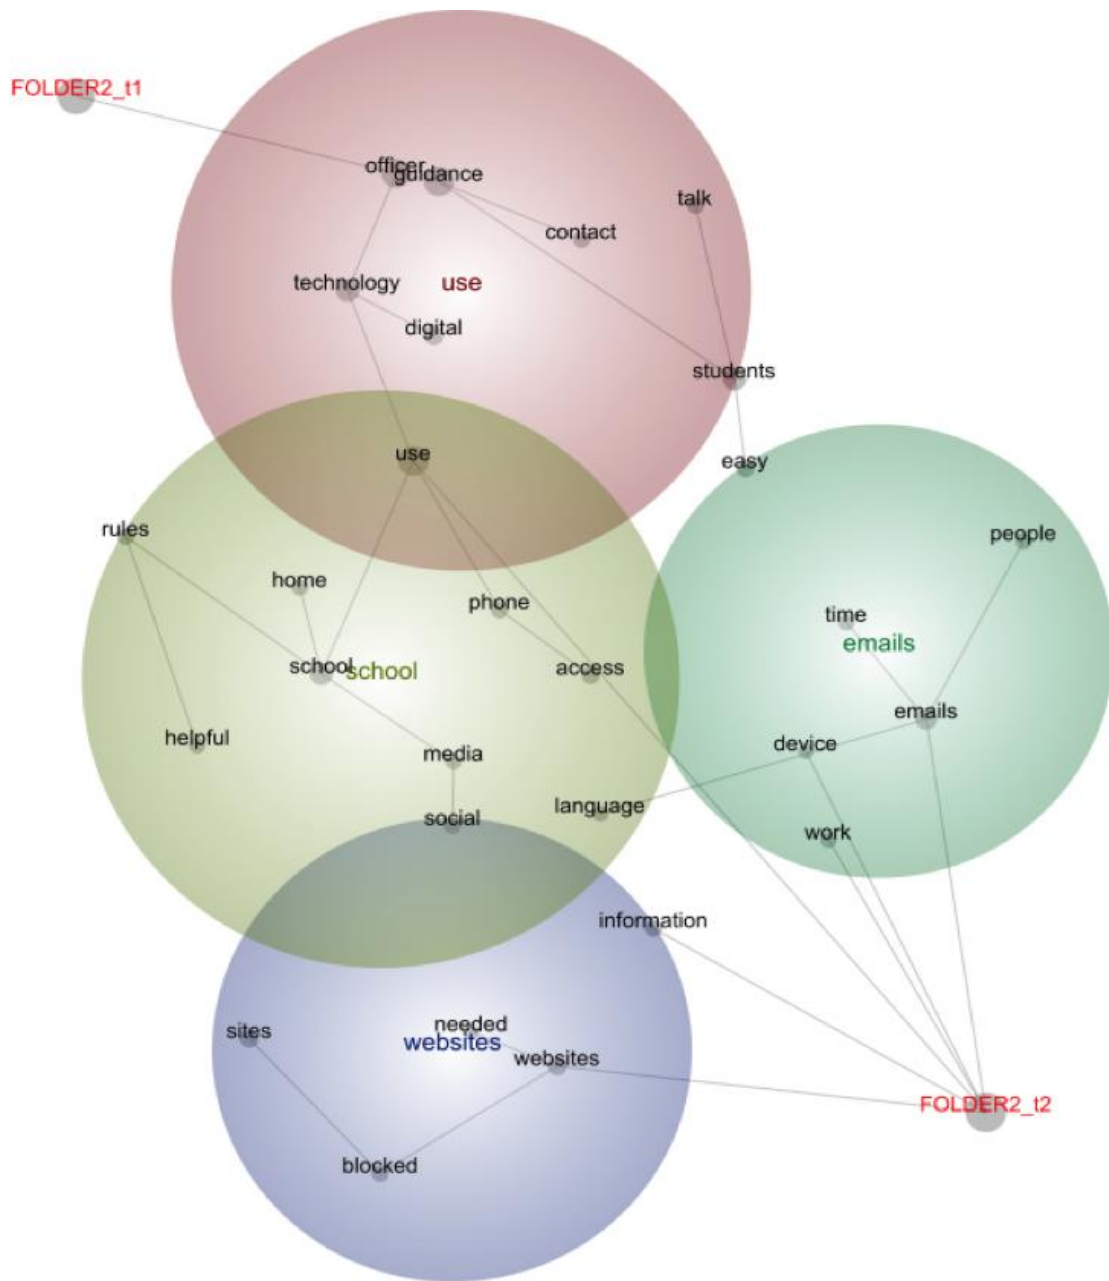 FOLDER2_t1
officer
guidance
talk
contact
technology
use
digital
students
use
easy
rules
people
home
phone
time
emails
school
school
access
emails
helpful
media
device
language
social
work
information
needed
sites
websites
websites
FOLDER2_t2
blocked